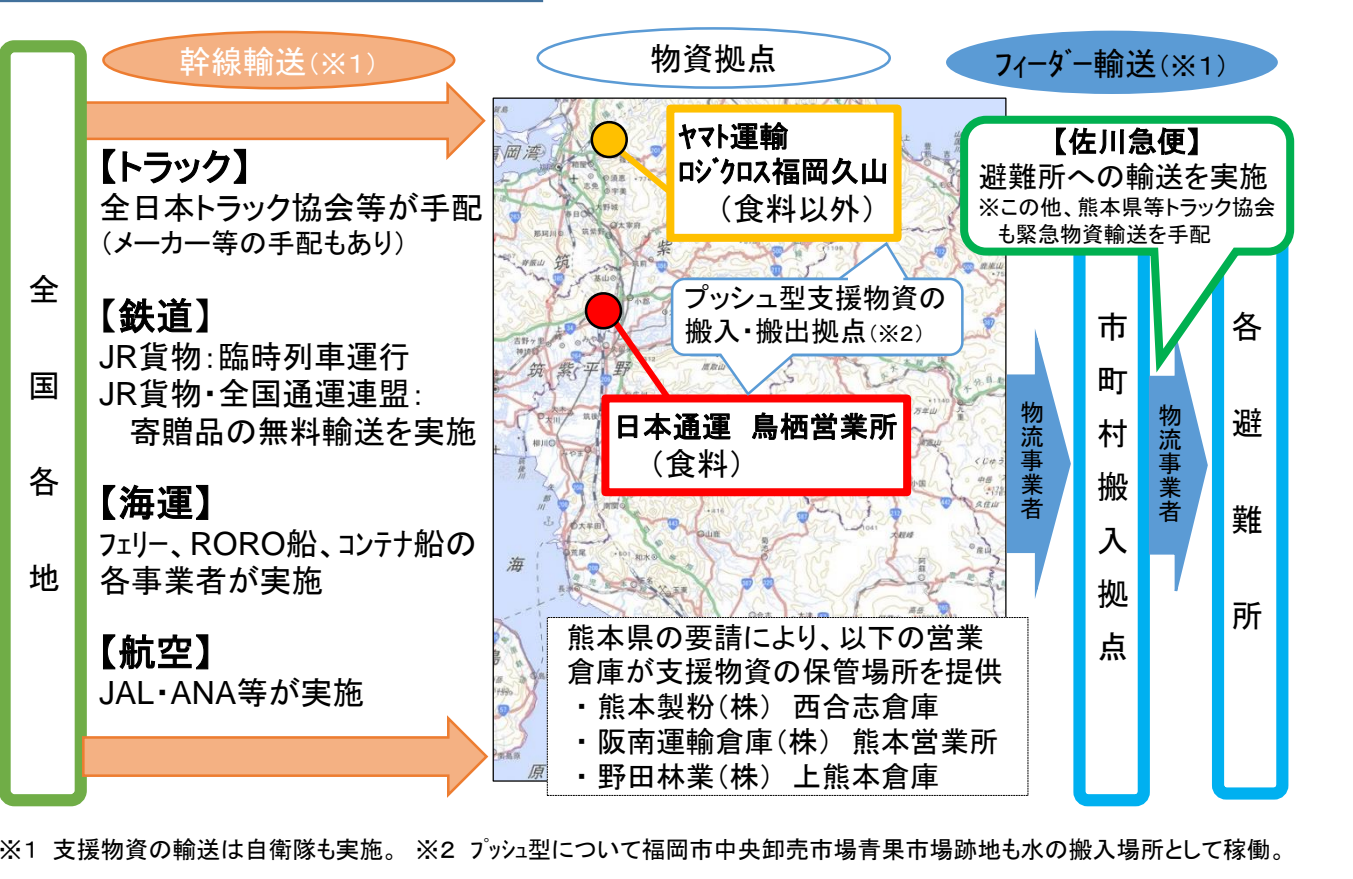 幹線輸送(※1)
物資拠点
フィーダー輸送(※1)
全国各地
【トラック】
全日本トラック協会等が手配
(メーカー等の手配もあり)
【鉄道】
JR貨物:臨時列車運行
JR貨物・全国通運連盟:
寄贈品の無料輸送を実施
【海運】
フェリー、RORO船、コンテナ船の
各事業者が実施
【航空】
JAL・ANA等が実施
ヤマト運輸
ロジクロス福岡久山
(食料以外)
プッシュ型支援物資の
搬入・搬出拠点(※2)
日本通運 鳥栖営業所
(食料)
熊本県の要請により、以下の営業
倉庫が支援物資の保管場所を提供
・熊本製粉(株) 西合志倉庫
・阪南運輸倉庫(株) 熊本営業所
・野田林業(株) 上熊本倉庫
【佐川急便】
避難所への輸送を実施
※この他、熊本県等トラック協会
も緊急物資輸送を手配
物流事業者
市町村搬入拠点
物流事業者
各避難所
岡湾
筑
紫
筑紫平野
海
原
※1 支援物資の輸送は自衛隊も実施。 ※2 プッシュ型について福岡市中央卸売市場青果市場跡地も水の搬入場所として稼働。